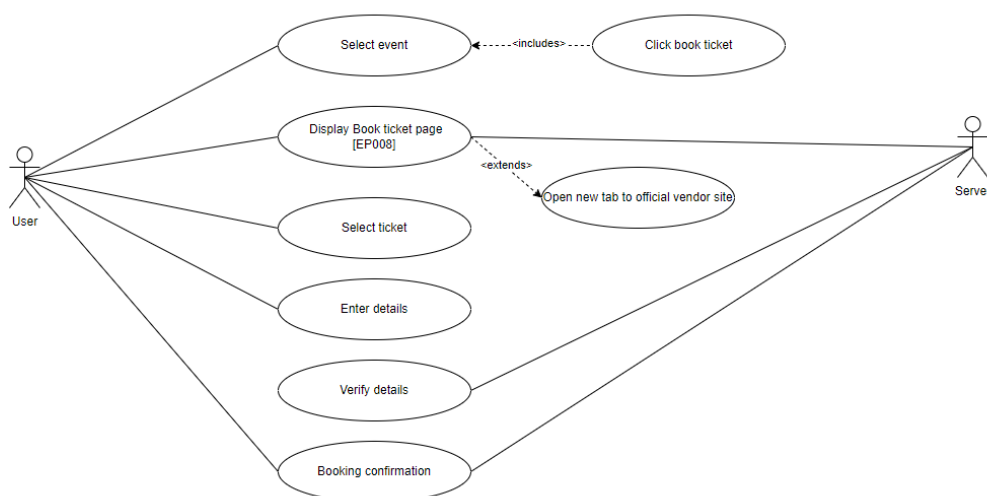 Select event
<includes>
Click book ticket
Display Book ticket page
[EP008]
<extends>
Open new tab to official vendor site
User
Server
Select ticket
Enter details
Verify details
Booking confirmation